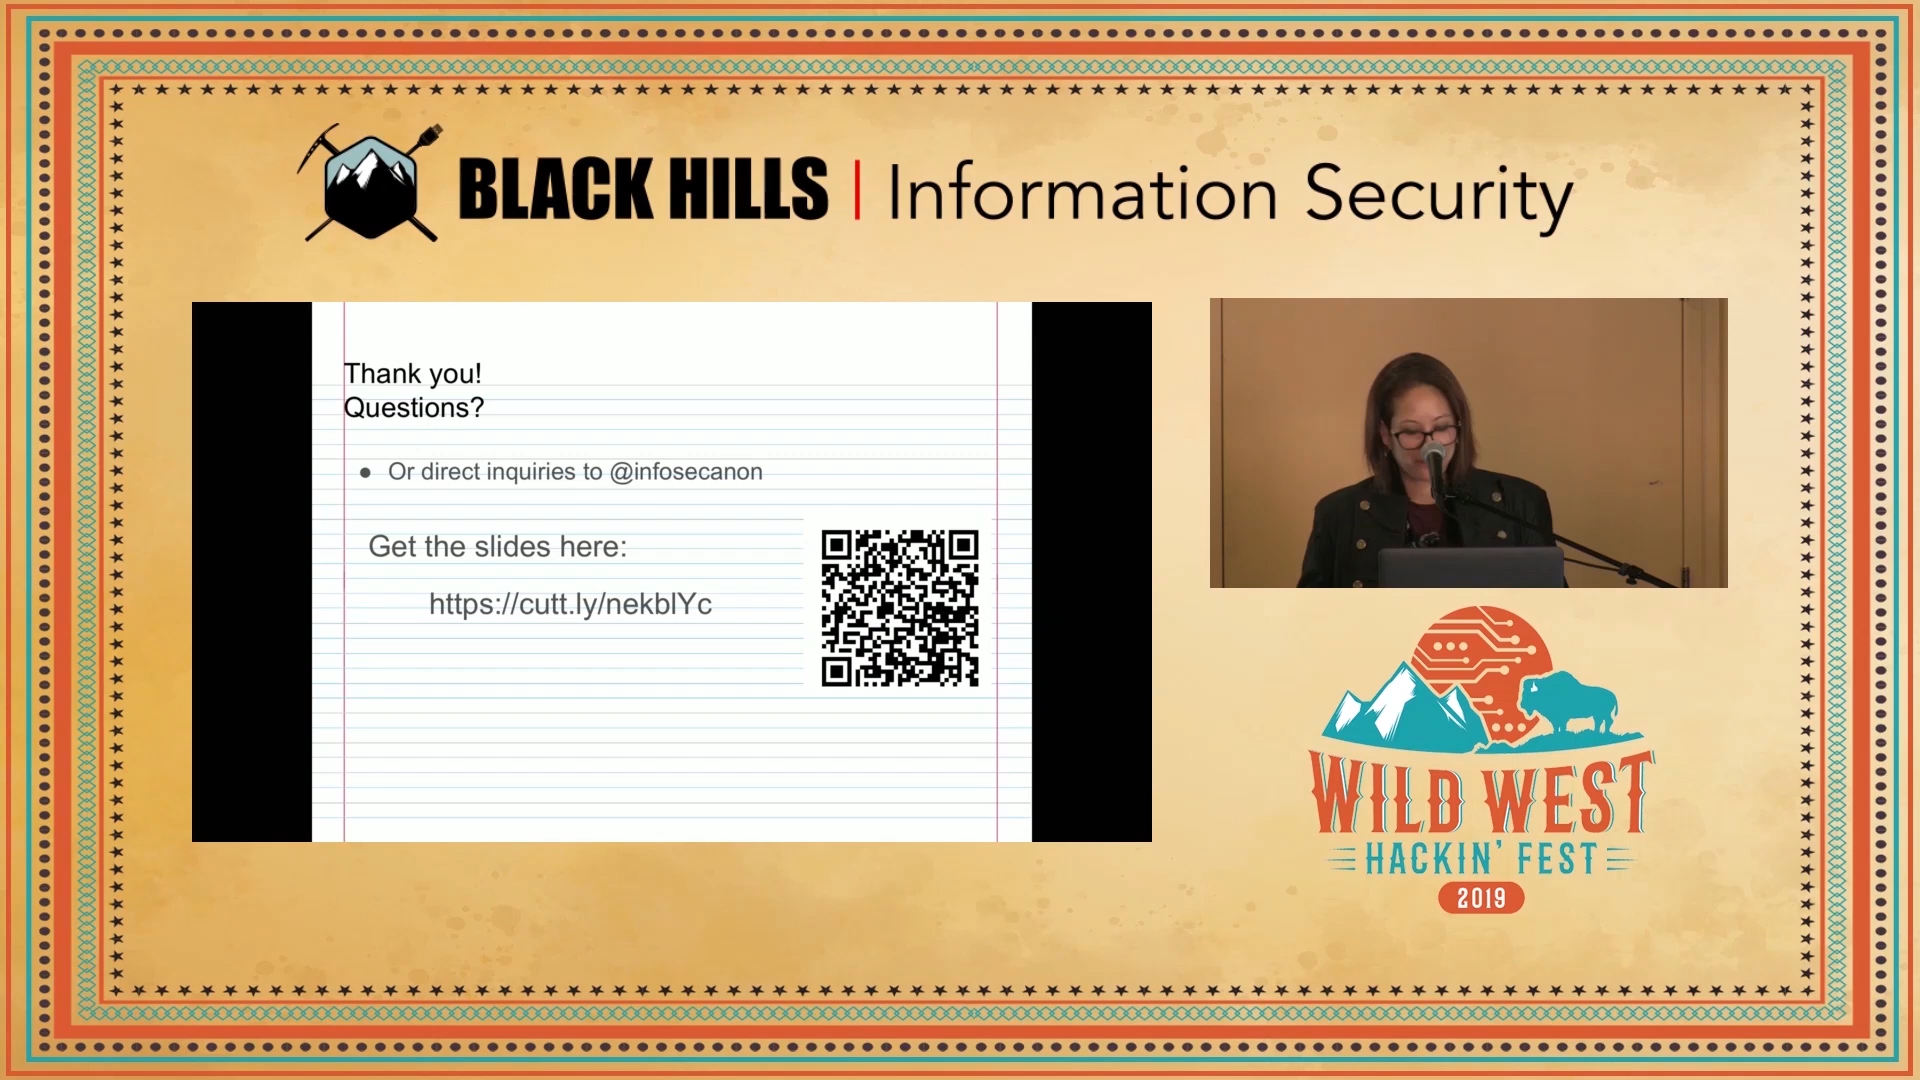 BLACK HILLS | Information Security
Thank you!
Questions?
● Or direct inquiries to @infosecanon
Get the slides here:
https://cutt.ly/nekblYc
WILD WEST
HACKIN' FEST
2019